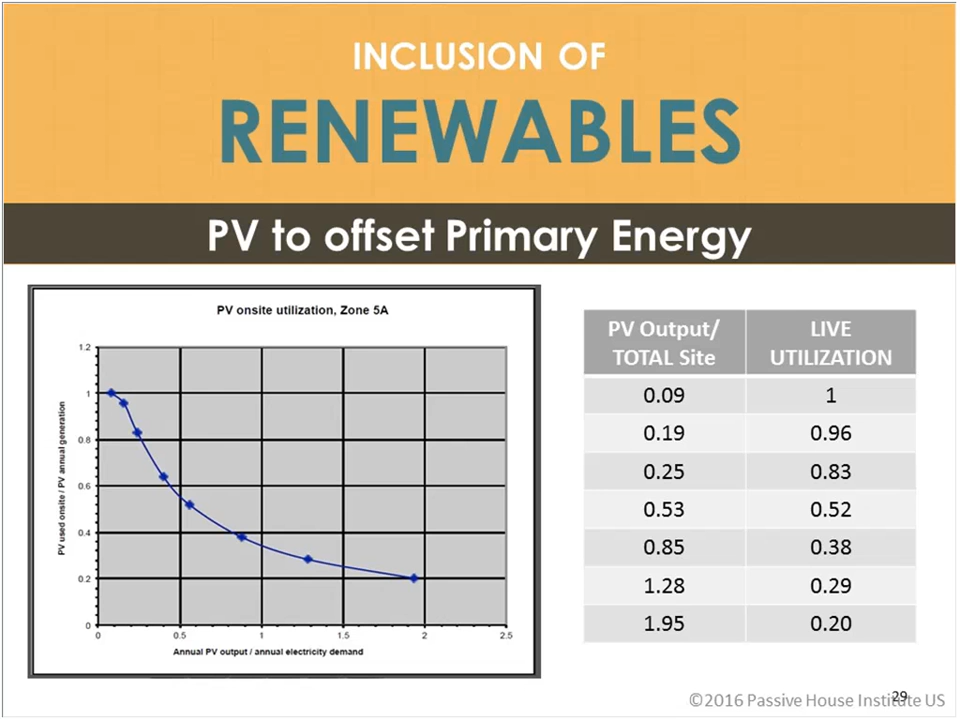 INCLUSION OF
RENEWABLES
PV to offset Primary Energy
PV onsite utilization, Zone 5A
PV used onsite / PV annual generation
1.2
1
0.8
0.6
0.4
0.2
0
0 0.5 1 1.5 2 2.5
Annual PV output / annual electricity demand
PV Output/ TOTAL Site LIVE UTILIZATION
0.09 1
0.19 0.96
0.25 0.83
0.53 0.52
0.85 0.38
1.28 0.29
1.95 0.20
29
©2016 Passive House Institute US